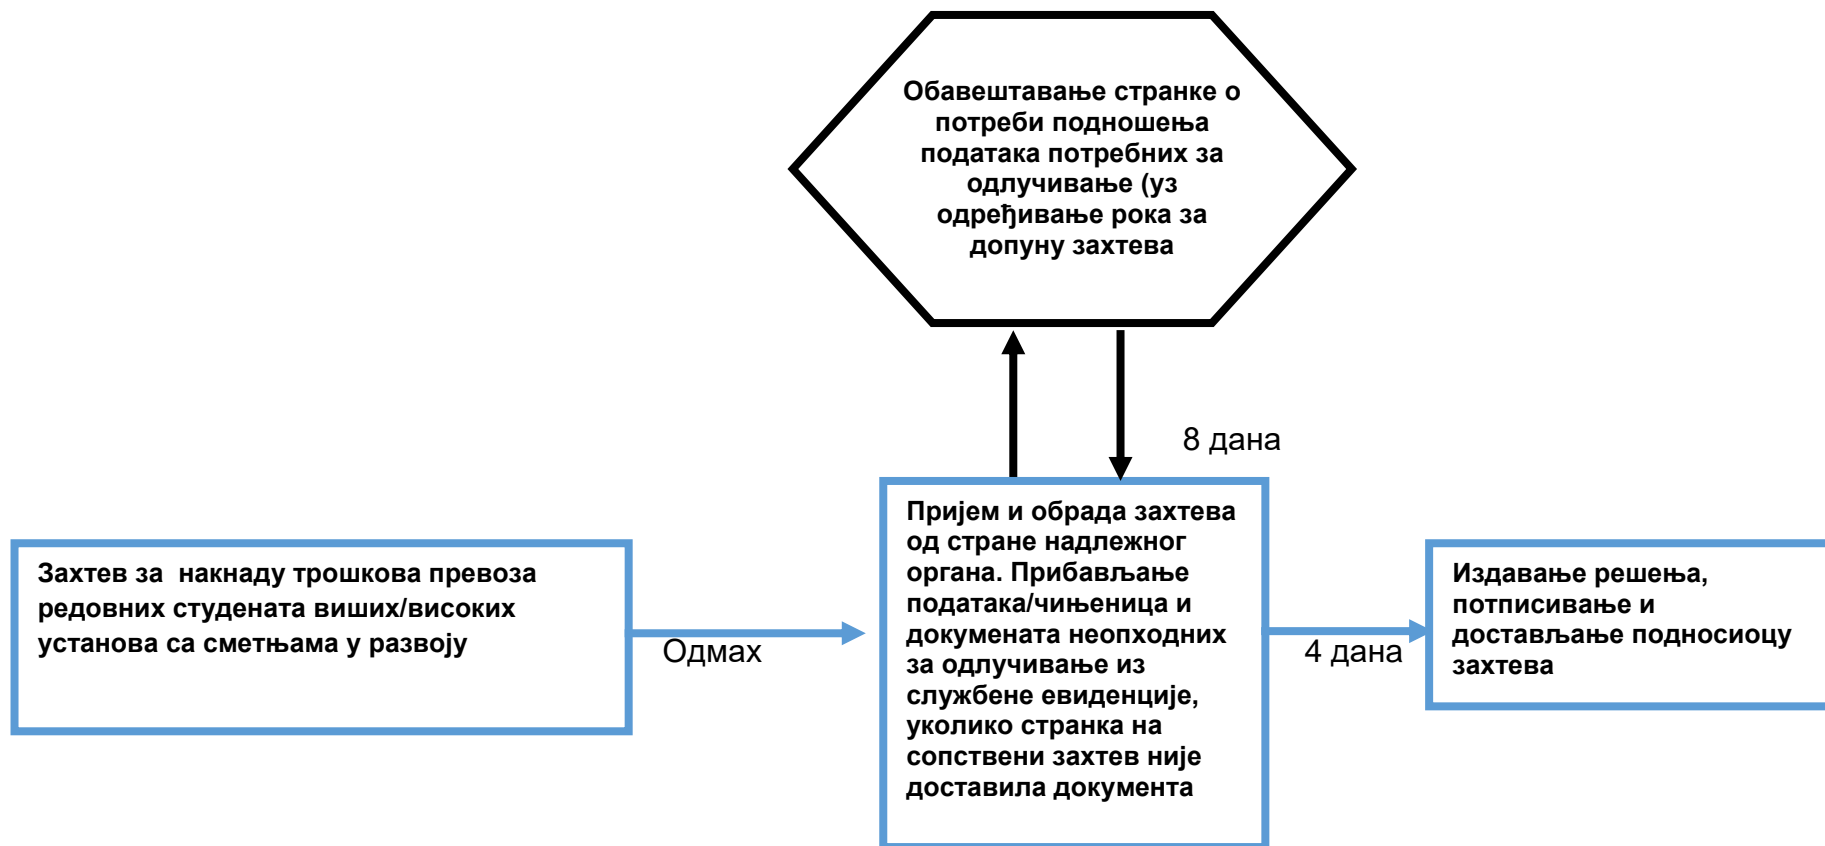 Обавештавање странке о
потреби подношења
података потребних за
одлучивање (уз
одређивање рока за
допуну захтева
8 дана
Захтев за  накнаду трошкова превоза
редовних студената виших/високих
установа са сметњама у развоју
Одмах
Пријем и обрада захтева
од стране надлежног
органа. Прибављање
података/чињеница и
докумената неопходних
за одлучивање из
службене евиденције,
уколико странка на
сопствени захтев није
доставила документа
4 дана
Издавање решења,
потписивање и
достављање подносиоцу
захтева